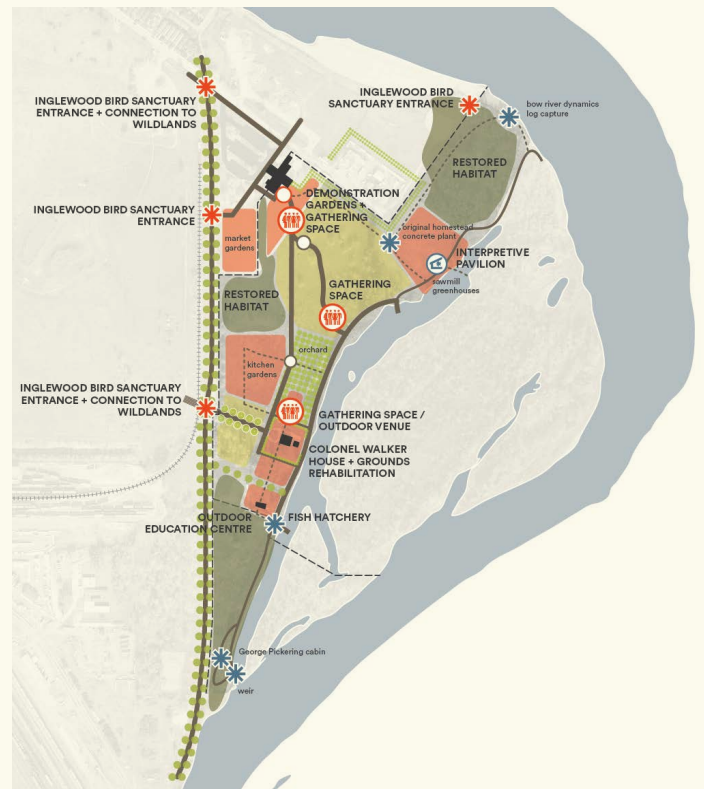 INGLEWOOD BIRD SANCTUARY
ENTRANCE + CONNECTION TO
WILDLANDS
INGLEWOOD BIRD
SANCTUARY ENTRANCE
bow river dynamics
log capture
RESTORED
HABITAT
DEMONSTRATION
GARDENS +
GATHERING
SPACE
INGLEWOOD BIRD SANCTUARY
ENTRANCE
market
gardens
original homestead
concrete plant
INTERPRETIVE
PAVILION
sawmill
greenhouses
GATHERING
SPACE
RESTORED
HABITAT
orchard
kitchen
gardens
INGLEWOOD BIRD SANCTUARY
ENTRANCE + CONNECTION TO
WILDLANDS
GATHERING SPACE /
OUTDOOR VENUE
COLONEL WALKER
HOUSE + GROUNDS
REHABILITATION
OUTDOOR
EDUCATION CENTRE
FISH HATCHERY
George Pickering cabin
weir